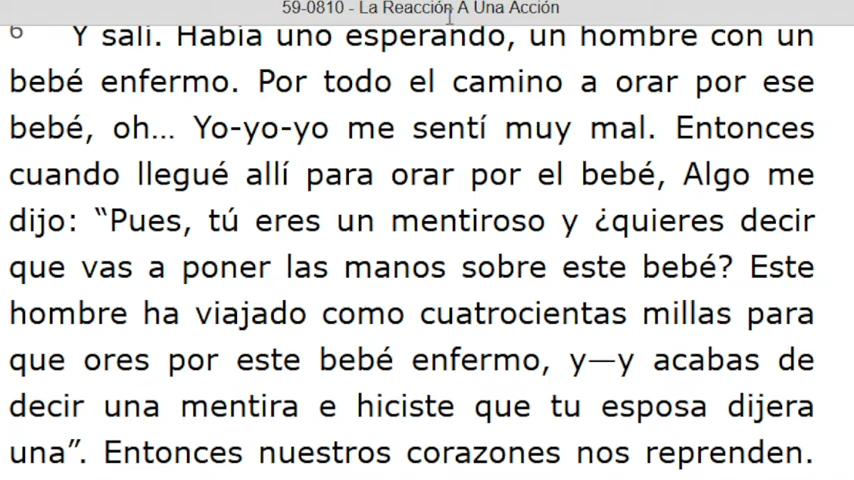 59-0810 - La Reacción A Una Acción
6 Y salí. Había uno esperando, un hombre con un
bebé enfermo. Por todo el camino a orar por ese
bebé, oh... Yo-yo-yo me sentí muy mal. Entonces
cuando llegué allí para orar por el bebé, Algo me
dijo: “Pues, tú eres un mentiroso y ¿quieres decir
que vas a poner las manos sobre este bebé? Este
hombre ha viajado como cuatrocientas millas para
que ores por este bebé enfermo, y—y acabas de
decir una mentira e hiciste que tu esposa dijera
una”. Entonces nuestros corazones nos reprenden.